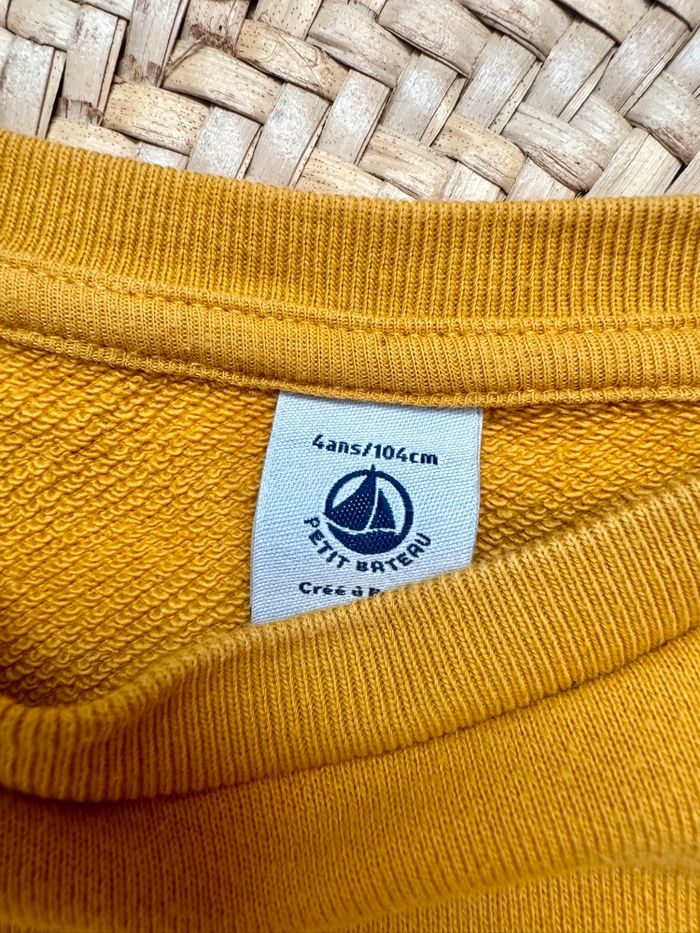 4ans/104cm
PETIT BATEAU
Créé à